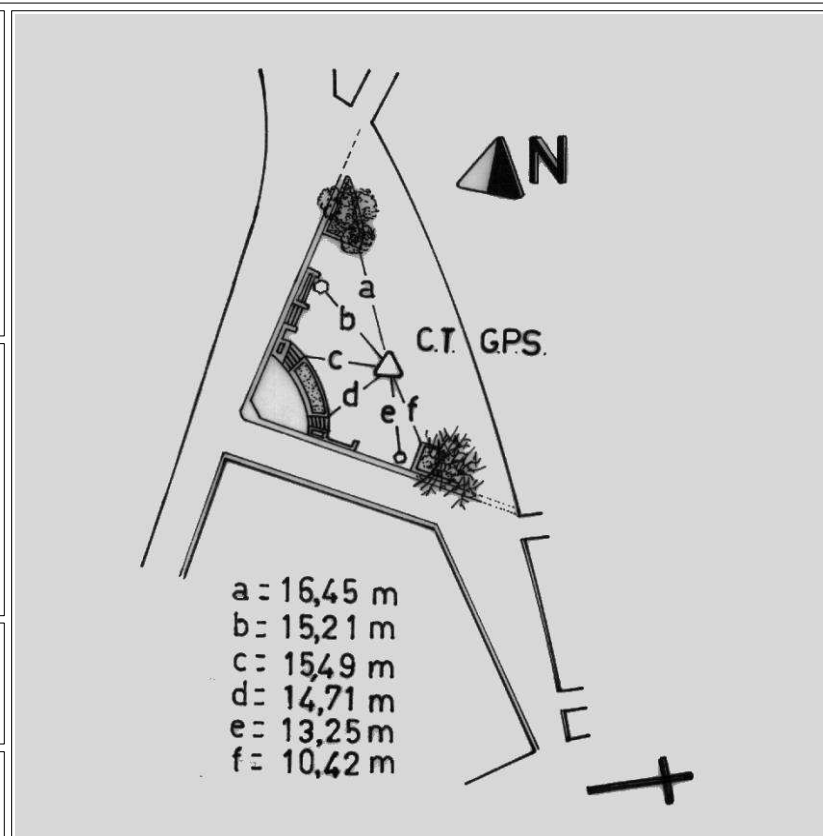 N
a
b
C.T. G.P.S.
c
d
e f
a = 16,45 m
b = 15,21 m
c = 15,49 m
d = 14,71 m
e = 13,25 m
f = 10,42 m